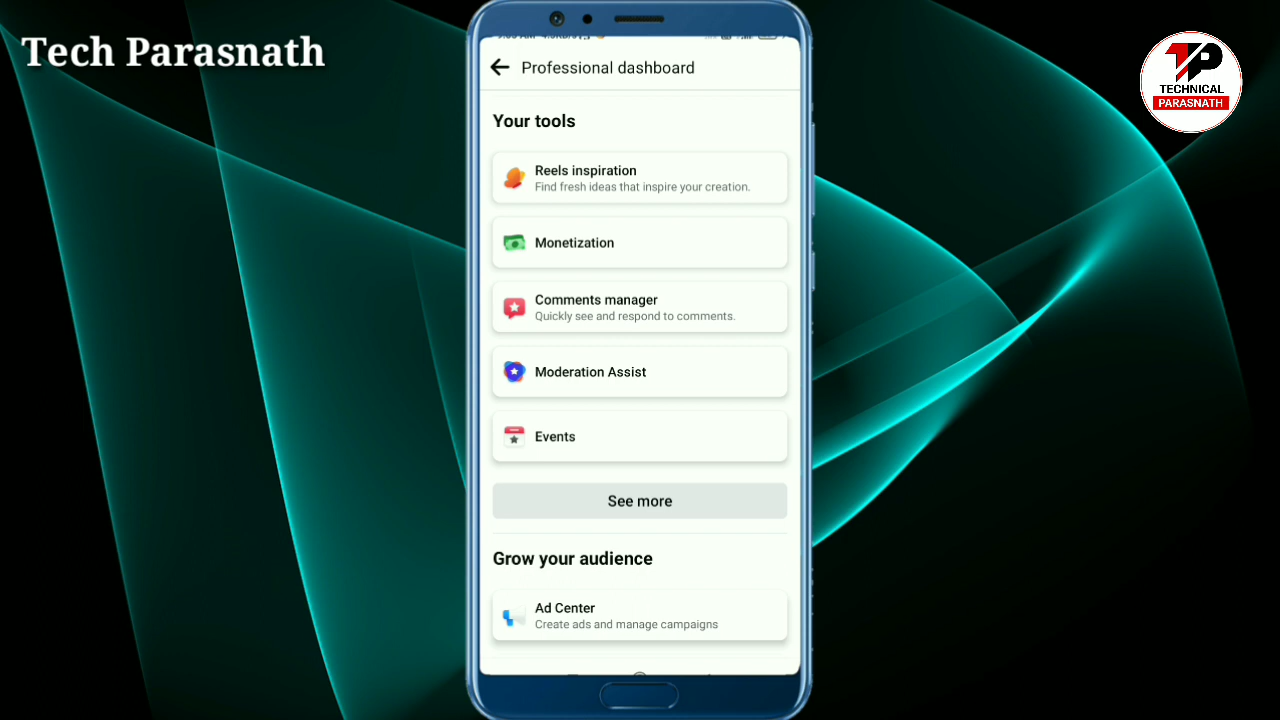 Tech Parasnath
TECHNICAL
PARASNATH
Professional dashboard
Your tools
Reels inspiration
Find fresh ideas that inspire your creation.
Monetization
Comments manager
Quickly see and respond to comments.
Moderation Assist
Events
See more
Grow your audience
Ad Center
Create ads and manage campaigns